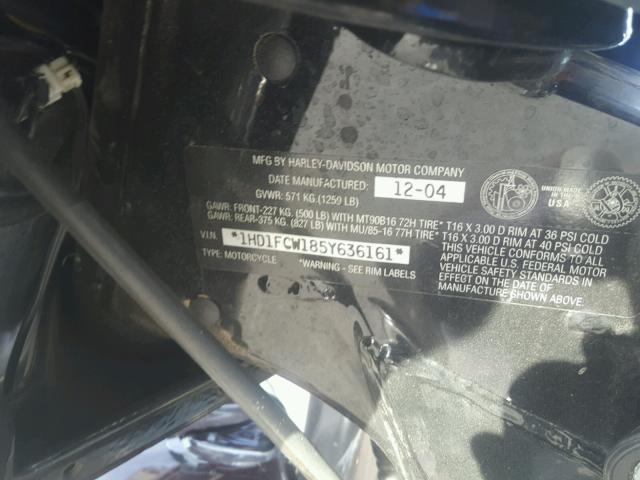 MFG BY HARLEY-DAVIDSON MOTOR COMPANY
DATE MANUFACTURED: 12-04
GVWR: 571 KG. (1259 LB)
GAWR: FRONT-227 KG. (500 LB) WITH MT90B16 72H TIRE* T16 X 3.00 D RIM AT 36 PSI COLD
GAWR: REAR-375 KG. (827 LB) WITH MU/85-16 77H TIRE* T16 X 3.00 D RIM AT 40 PSI COLD
V.I.N. *1HD1FCW185Y636161*
TYPE: MOTORCYCLE *WARNING - SEE RIM LABELS
THIS VEHICLE CONFORMS TO ALL
APPLICABLE U.S. FEDERAL MOTOR
VEHICLE SAFETY STANDARDS IN
EFFECT ON THE DATE OF
MANUFACTURE SHOWN ABOVE.
UNION MADE
IN THE
USA